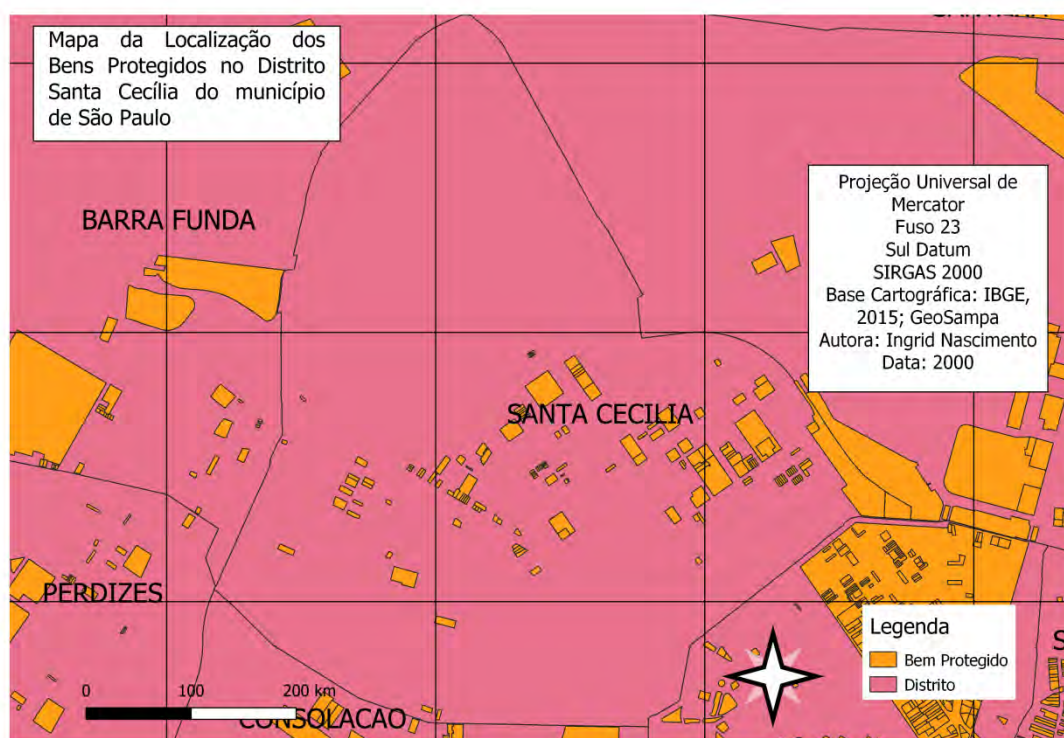 Mapa da Localização dos
Bens Protegidos no Distrito
Santa Cecília do município
de São Paulo
Projeção Universal de
Mercator
Fuso 23
Sul Datum
SIRGAS 2000
Base Cartográfica: IBGE,
2015; GeoSampa
Autora: Ingrid Nascimento
Data: 2000
BARRA FUNDA
SANTA CECILIA
PERDIZES
CONSOLACAO
Legenda
Bem Protegido
Distrito
0 100 200 km
S